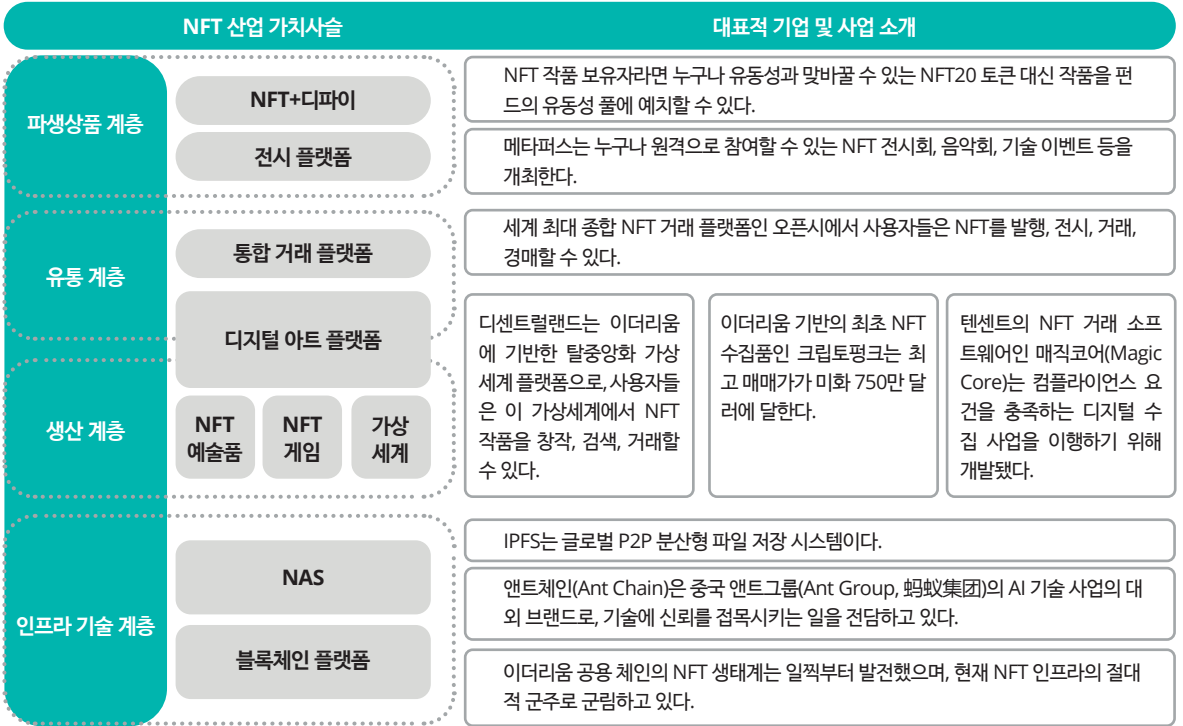 NFT 산업 가치사슬
대표적 기업 및 사업 소개
파생상품 계층
NFT+디파이
전시 플랫폼
NFT 작품 보유자라면 누구나 유동성과 맞바꿀 수 있는 NFT20 토큰 대신 작품을 펀
드의 유동성 풀에 예치할 수 있다.
메타퍼스는 누구나 원격으로 참여할 수 있는 NFT 전시회, 음악회, 기술 이벤트 등을
개최한다.
유통 계층
통합 거래 플랫폼
디지털 아트 플랫폼
세계 최대 종합 NFT 거래 플랫폼인 오픈시에서 사용자들은 NFT를 발행, 전시, 거래,
경매할 수 있다.
생산 계층
NFT
예술품
NFT
게임
가상
세계
디센트럴랜드는 이더리움
에 기반한 탈중앙화 가상
세계 플랫폼으로, 사용자들
은 이 가상세계에서 NFT
작품을 창작, 검색, 거래할
수 있다.
이더리움 기반의 최초 NFT
수집품인 크립토펑크는 최
고 매매가가 미화 750만 달
러에 달한다.
텐센트의 NFT 거래 소프
트웨어인 매직코어(Magic
Core)는 컴플라이언스 요
건을 충족하는 디지털 수
집 사업을 이행하기 위해
개발됐다.
인프라 기술 계층
NAS
블록체인 플랫폼
IPFS는 글로벌 P2P 분산형 파일 저장 시스템이다.
앤트체인(Ant Chain)은 중국 앤트그룹(Ant Group, 蚂蚁集团)의 AI 기술 사업의 대
외 브랜드로, 기술에 신뢰를 접목시키는 일을 전담하고 있다.
이더리움 공용 체인의 NFT 생태계는 일찍부터 발전했으며, 현재 NFT 인프라의 절대
적 군주로 군림하고 있다.